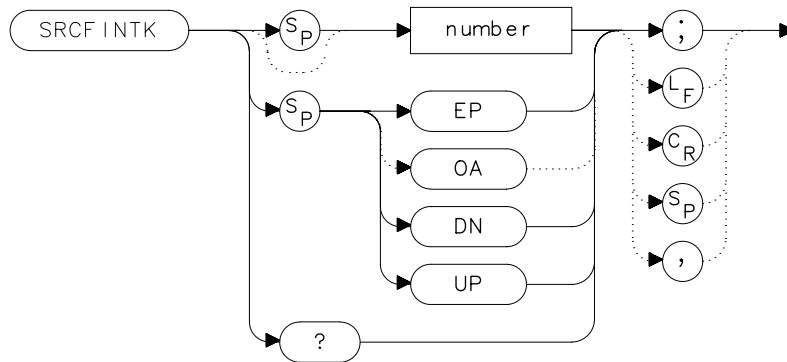 SRCFINTK
SP
number
;
LF
SP
EP
CR
OA
SP
DN
,
UP
?